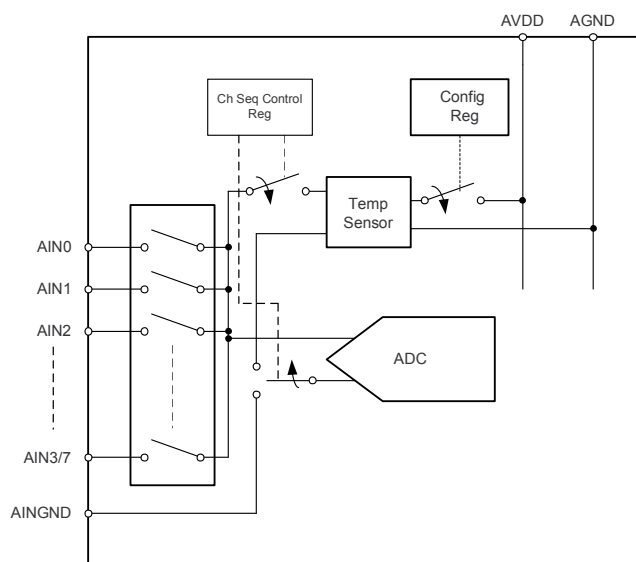 AVDD
AGND
Ch Seq Control
Reg
Config
Reg
Temp
Sensor
AIN0
AIN1
AIN2
ADC
AIN3/7
AINGND